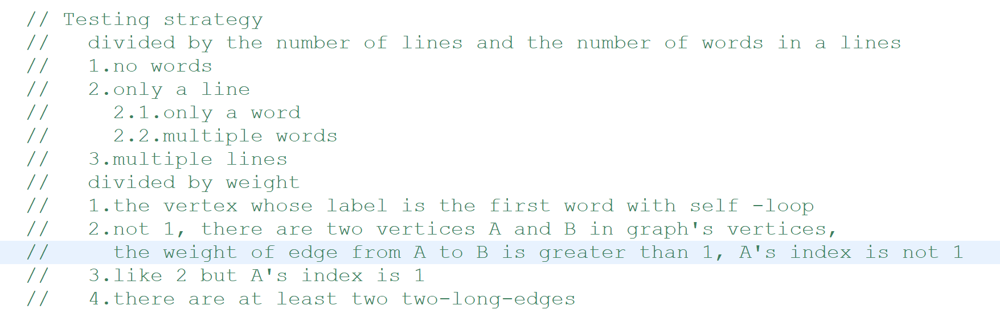 // Testing strategy
//   divided by the number of lines and the number of words in a lines
//   1.no words
//   2.only a line
//     2.1.only a word
//     2.2.multiple words
//   3.multiple lines
//   divided by weight
//   1.the vertex whose label is the first word with self -loop
//   2.not 1, there are two vertices A and B in graph's vertices,
//     the weight of edge from A to B is greater than 1, A's index is not 1
//   3.like 2 but A's index is 1
//   4.there are at least two two-long-edges